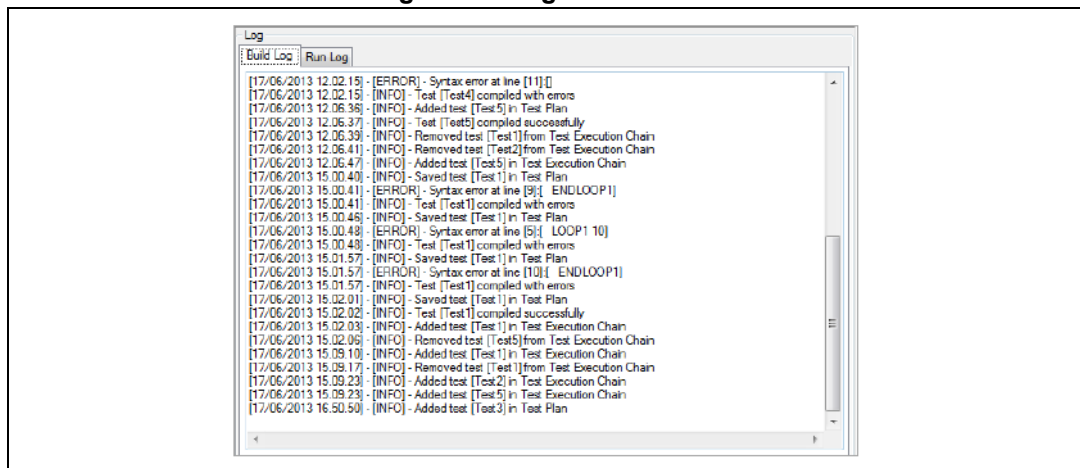 Log
Build Log Run Log
[17/06/2013 12.02.15] - [ERROR] - Syntax error at line [11]:[]
[17/06/2013 12.02.15] - [INFO] - Test [Test4] compiled with errors
[17/06/2013 12.06.36] - [INFO] - Added test [Test5] in Test Plan
[17/06/2013 12.06.37] - [INFO] - Test [Test5] compiled successfully
[17/06/2013 12.06.39] - [INFO] - Removed test [Test1]from Test Execution Chain
[17/06/2013 12.06.41] - [INFO] - Removed test [Test2]from Test Execution Chain
[17/06/2013 12.06.47] - [INFO] - Added test [Test5] in Test Execution Chain
[17/06/2013 15.00.40] - [INFO] - Saved test [Test1] in Test Plan
[17/06/2013 15.00.41] - [ERROR] - Syntax error at line [9]:[   ENDLOOP1]
[17/06/2013 15.00.41] - [INFO] - Test [Test1] compiled with errors
[17/06/2013 15.00.46] - [INFO] - Saved test [Test1] in Test Plan
[17/06/2013 15.00.48] - [ERROR] - Syntax error at line [5]:[   LOOP1 10]
[17/06/2013 15.00.48] - [INFO] - Test [Test1] compiled with errors
[17/06/2013 15.01.57] - [INFO] - Saved test [Test1] in Test Plan
[17/06/2013 15.01.57] - [ERROR] - Syntax error at line [10]:[   ENDLOOP1]
[17/06/2013 15.01.57] - [INFO] - Test [Test1] compiled with errors
[17/06/2013 15.02.01] - [INFO] - Saved test [Test1] in Test Plan
[17/06/2013 15.02.02] - [INFO] - Test [Test1] compiled successfully
[17/06/2013 15.02.03] - [INFO] - Added test [Test1] in Test Execution Chain
[17/06/2013 15.02.06] - [INFO] - Removed test [Test5]from Test Execution Chain
[17/06/2013 15.09.10] - [INFO] - Added test [Test1] in Test Execution Chain
[17/06/2013 15.09.17] - [INFO] - Removed test [Test1]from Test Execution Chain
[17/06/2013 15.09.23] - [INFO] - Added test [Test2] in Test Execution Chain
[17/06/2013 15.09.23] - [INFO] - Added test [Test5] in Test Execution Chain
[17/06/2013 16.50.50] - [INFO] - Added test [Test3] in Test Plan